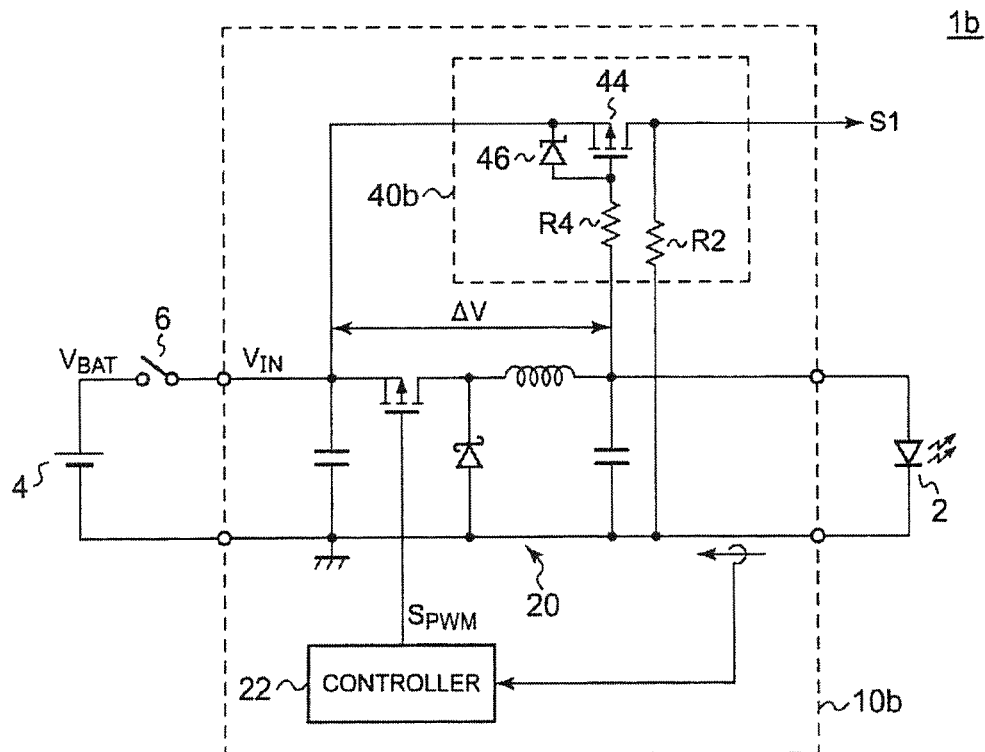 1b
44
S1
46
40b
R4
R2
ΔV
6
VBAT
VIN
4
2
20
SPWM
22
CONTROLLER
10b